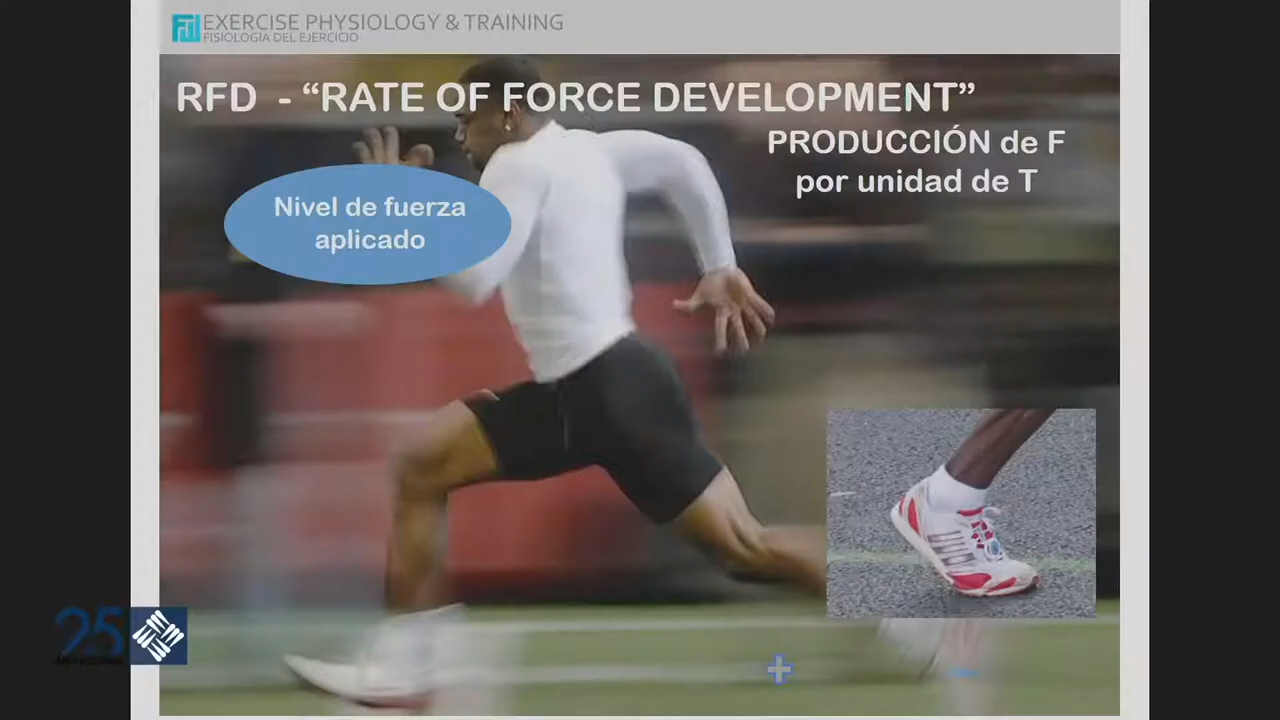 EXERCISE PHYSIOLOGY & TRAINING
FISIOLOGÍA DEL EJERCICIO
RFD - “RATE OF FORCE DEVELOPMENT”
PRODUCCIÓN de F
por unidad de T
Nivel de fuerza
aplicado
25